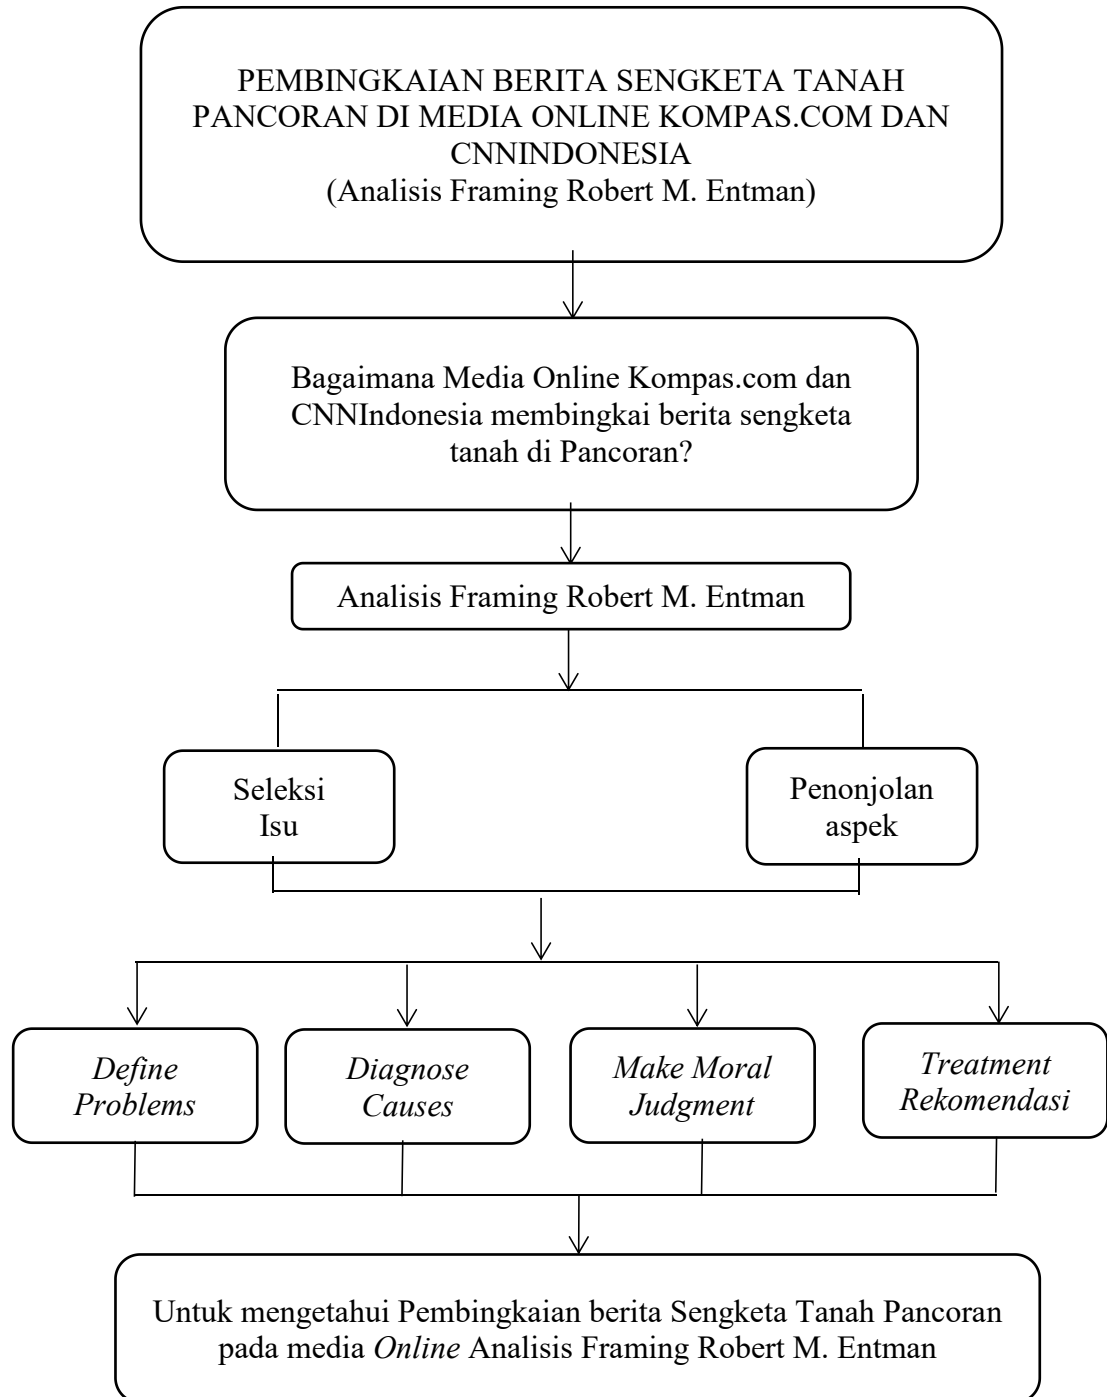 PEMBINGKAIAN BERITA SENGKETA TANAH
PANCORAN DI MEDIA ONLINE KOMPAS.COM DAN
CNNINDONESIA
(Analisis Framing Robert M. Entman)
Bagaimana Media Online Kompas.com dan
CNNIndonesia membingkai berita sengketa
tanah di Pancoran?
Analisis Framing Robert M. Entman
Seleksi
Isu
Penonjolan
aspek
Define
Problems
Diagnose
Causes
Make Moral
Judgment
Treatment
Rekomendasi
Untuk mengetahui Pembingkaian berita Sengketa Tanah Pancoran
pada media Online Analisis Framing Robert M. Entman